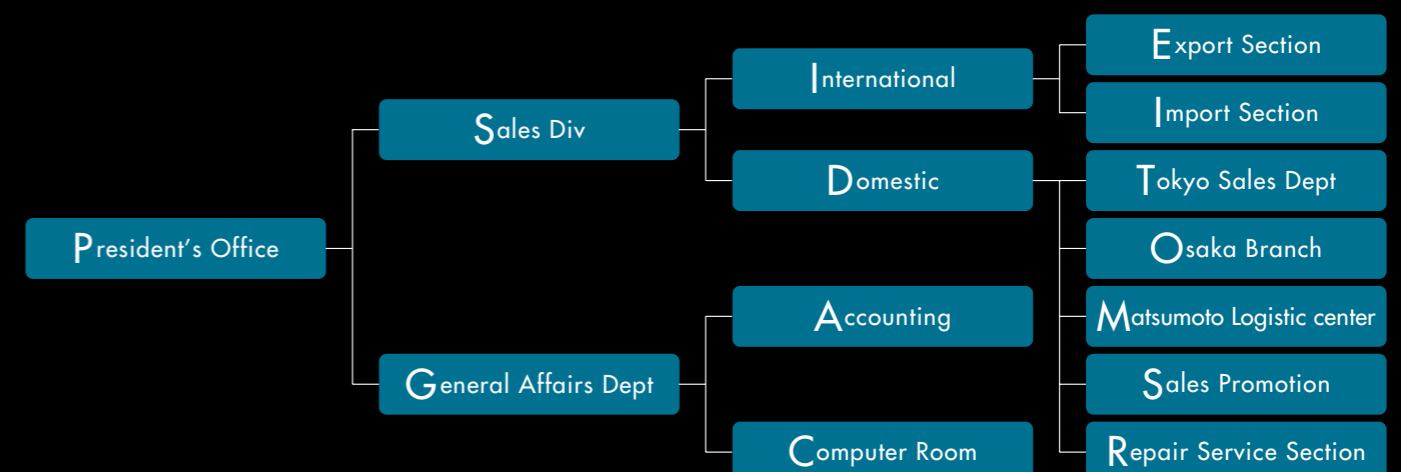 President's Office
Sales Div
General Affairs Dept
International
Domestic
Accounting
Computer Room
Export Section
Import Section
Tokyo Sales Dept
Osaka Branch
Matsumoto Logistic center
Sales Promotion
Repair Service Section